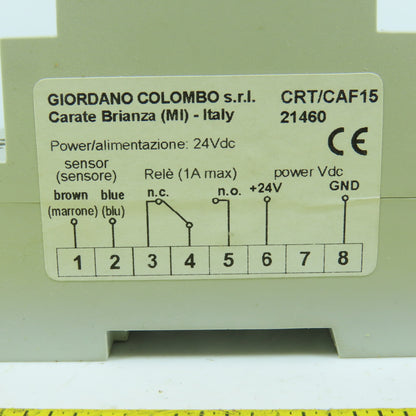 GIORDANO COLOMBO s.r.l. CRT/CAF15
Carate Brianza (MI) - Italy 21460
Power/alimentazione: 24Vdc CE
sensor
(sensore) Relè (1A max) power Vdc
brown blue n.c. n.o. +24V GND
(marrone) (blu)
1 2 3 4 5 6 7 8